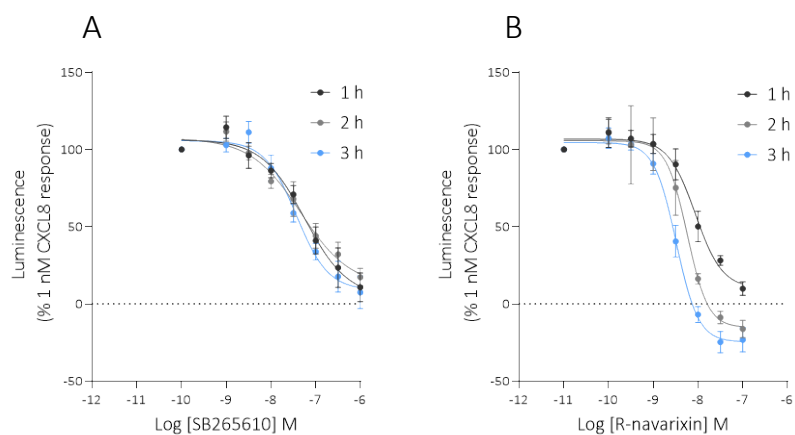 A
B
150
100
50
0
-50
-12
-11
-10
-9
-8
-7
-6
Luminescence
(% 1 nM CXCL8 response)
Log [SB265610] M
1 h
2 h
3 h
150
100
50
0
-50
-12
-11
-10
-9
-8
-7
-6
Luminescence
(% 1 nM CXCL8 response)
Log [R-navarixin] M
1 h
2 h
3 h